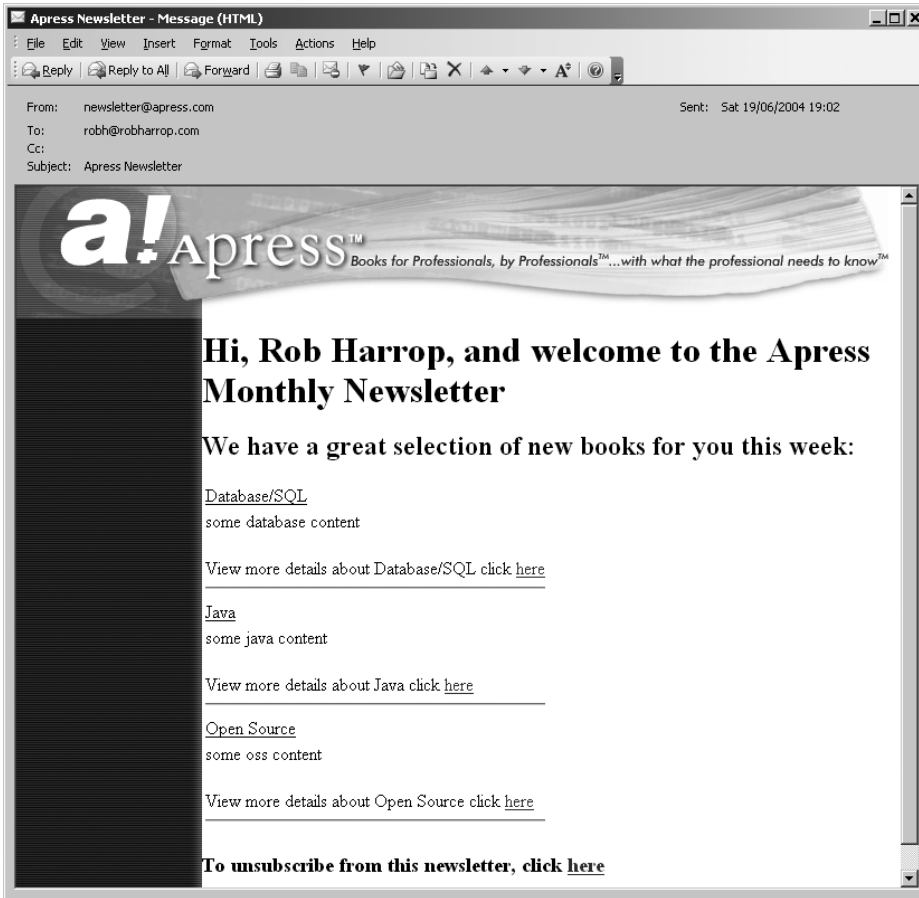 Apress Newsletter - Message (HTML)
File Edit View Insert Format Tools Actions Help
Reply Reply to All Forward
From: newsletter@apress.com Sent: Sat 19/06/2004 19:02
To: robh@robharrop.com
Cc:
Subject: Apress Newsletter
a! Apress™ Books for Professionals, by Professionals™...with what the professional needs to know™
Hi, Rob Harrop, and welcome to the Apress
Monthly Newsletter
We have a great selection of new books for you this week:
Database/SQL
some database content
View more details about Database/SQL click here
Java
some java content
View more details about Java click here
Open Source
some oss content
View more details about Open Source click here
To unsubscribe from this newsletter, click here